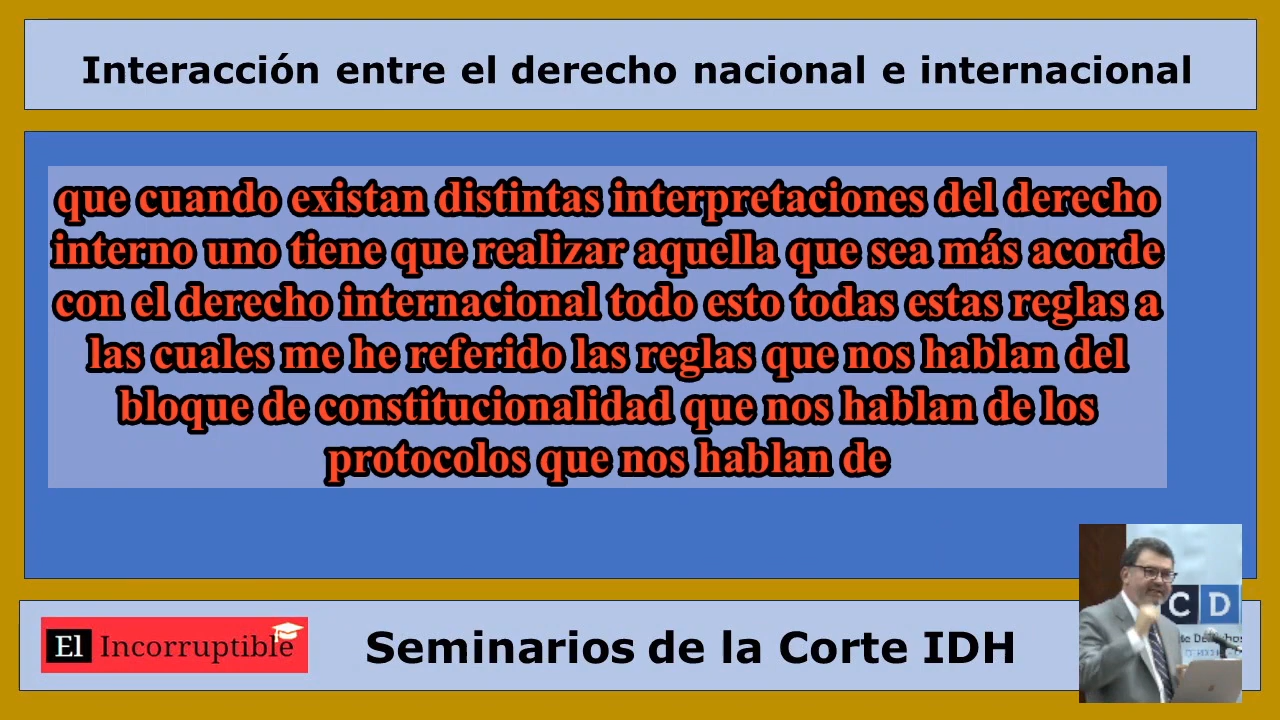 Interacción entre el derecho nacional e internacional
que cuando existan distintas interpretaciones del derecho
interno uno tiene que realizar aquella que sea más acorde
con el derecho internacional todo esto todas estas reglas a
las cuales me he referido las reglas que nos hablan del
bloque de constitucionalidad que nos hablan de los
protocolos que nos hablan de
El Incorruptible
Seminarios de la Corte IDH
C D